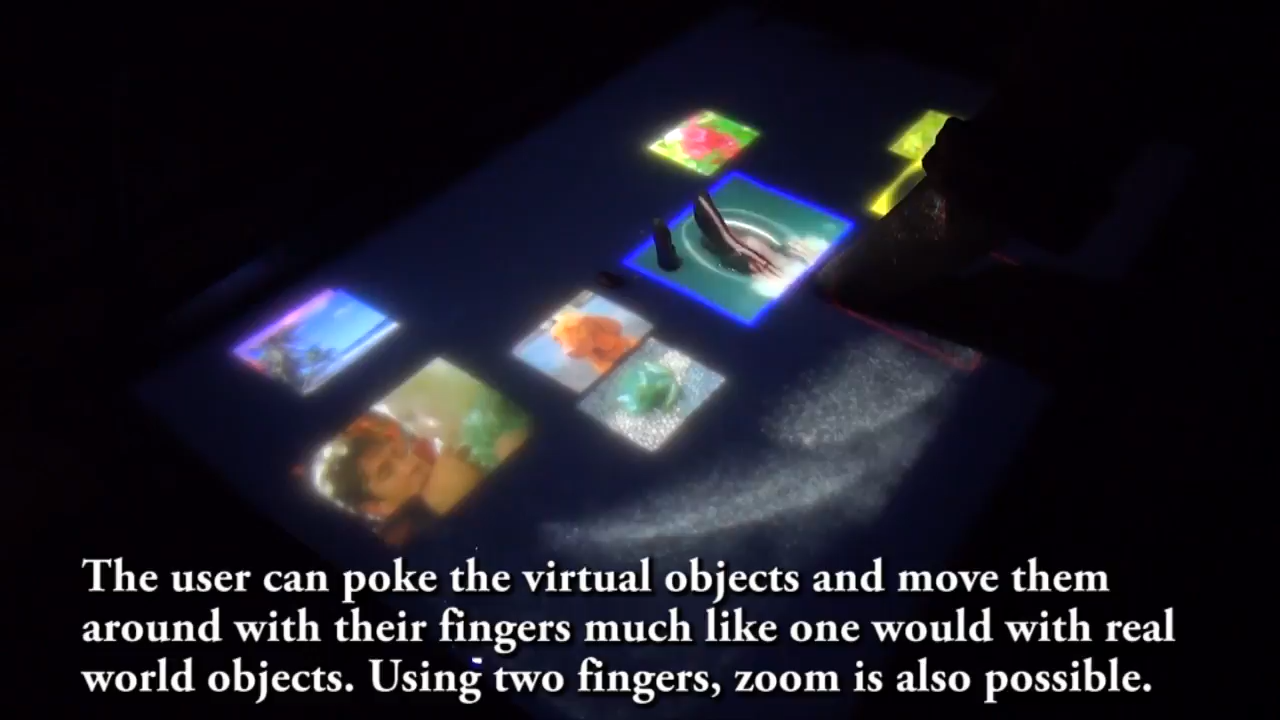 The user can poke the virtual objects and move them
around with their fingers much like one would with real
world objects. Using two fingers, zoom is also possible.